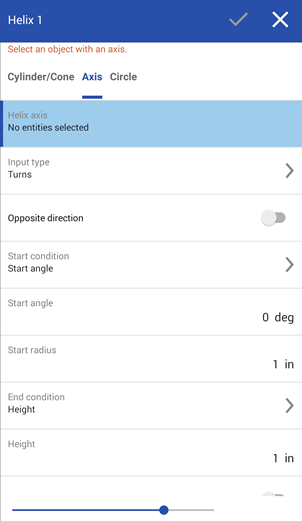 Helix 1
Select an object with an axis.
Cylinder/Cone Axis Circle
Helix axis
No entities selected
Input type
Turns
Opposite direction
Start condition
Start angle
Start angle
0 deg
Start radius
1 in
End condition
Height
Height
1 in